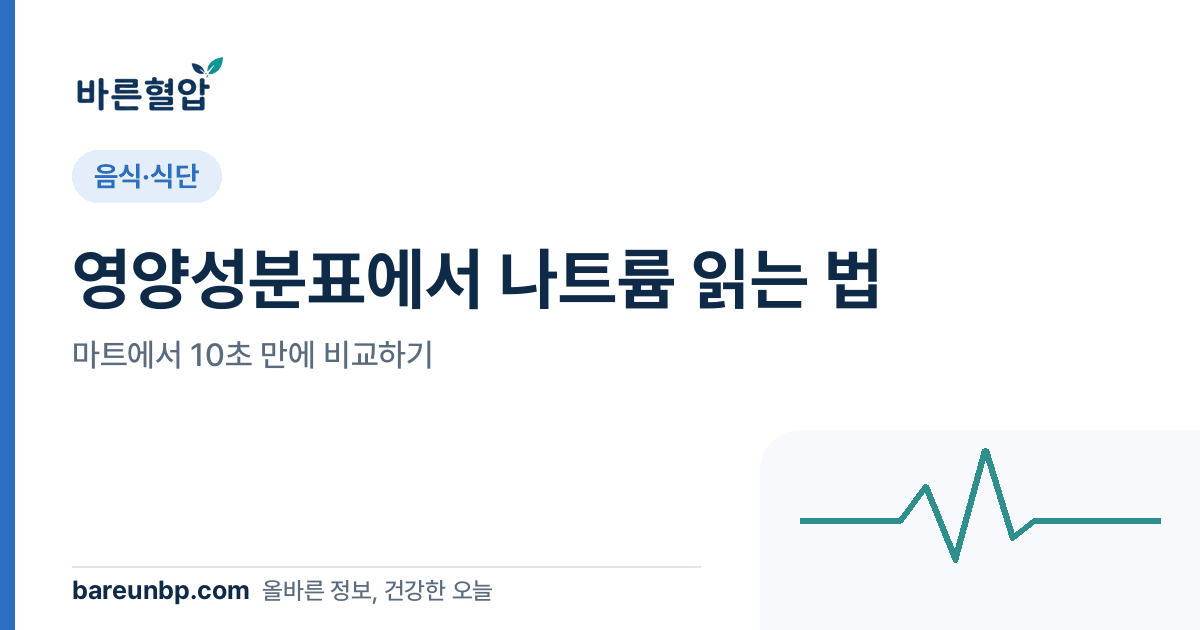 바른혈압
음식·식단
영양성분표에서 나트륨 읽는 법
마트에서 10초 만에 비교하기
bareunbp.com 올바른 정보, 건강한 오늘